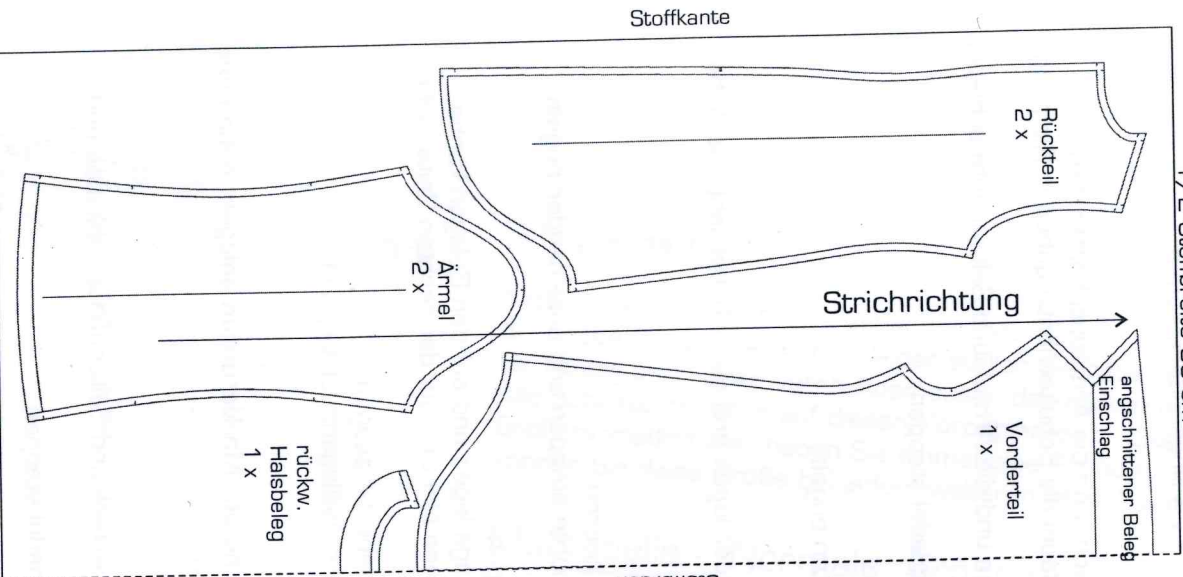 Stoffkante
Rückteil
2 x
Strichrichtung
angschnittener Beleg
Einschlag
Vorderteil
1 x
Ärmel
2 x
rückw.
Halsbeleg
1 x